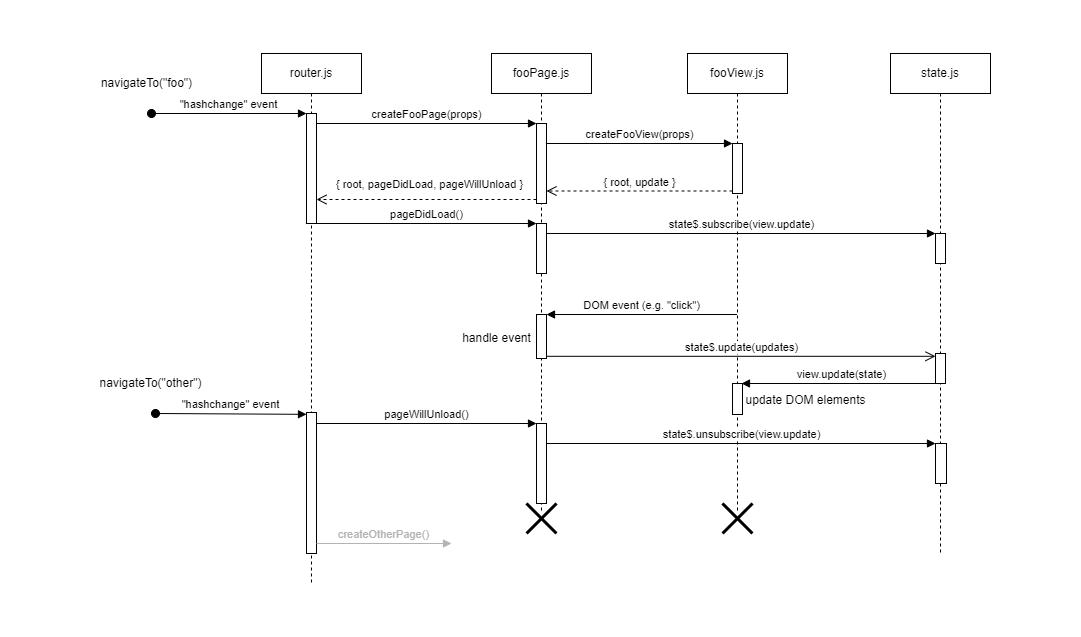 router.js
fooPage.js
fooView.js
state.js
navigateTo("foo")
"hashchange" event
createFooPage(props)
createFooView(props)
{ root, update }
{ root, pageDidLoad, pageWillUnload }
pageDidLoad()
state$.subscribe(view.update)
DOM event (e.g. "click")
handle event
state$.update(updates)
view.update(state)
navigateTo("other")
update DOM elements
"hashchange" event
pageWillUnload()
state$.unsubscribe(view.update)
createOtherPage()